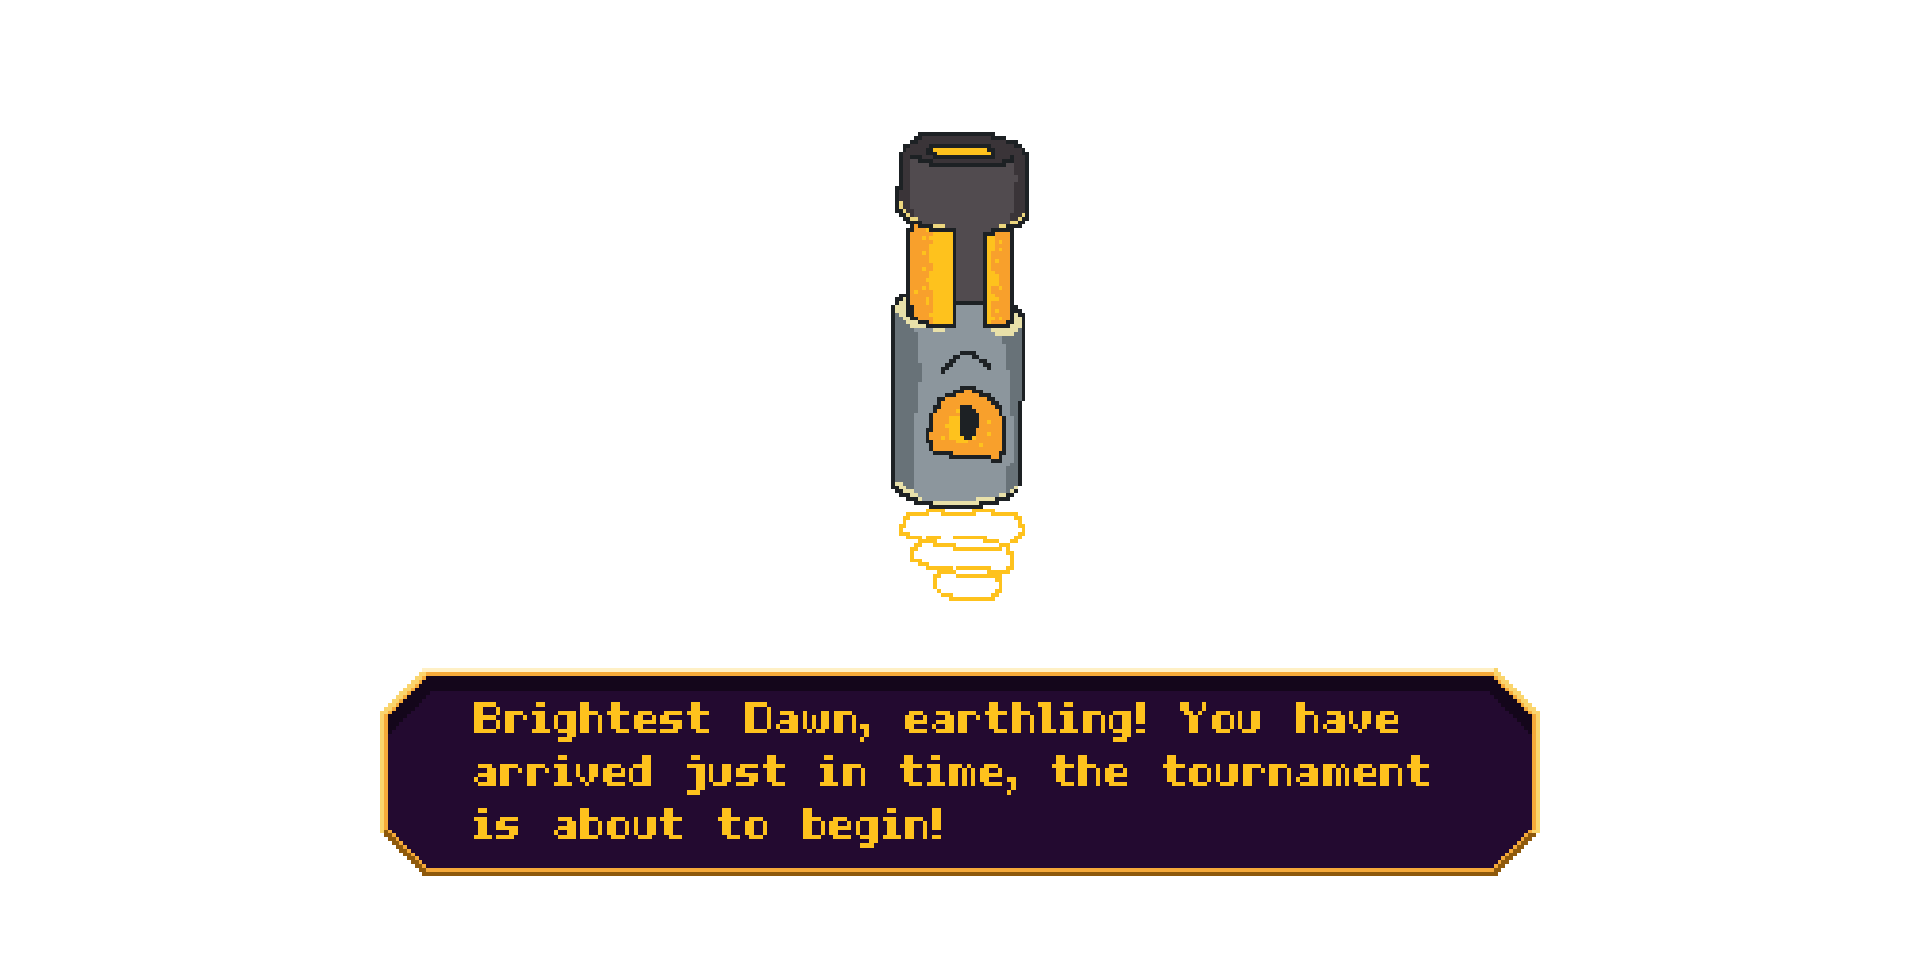 Brightest Dawn, earthling! You have
arrived just in time, the tournament
is about to begin!